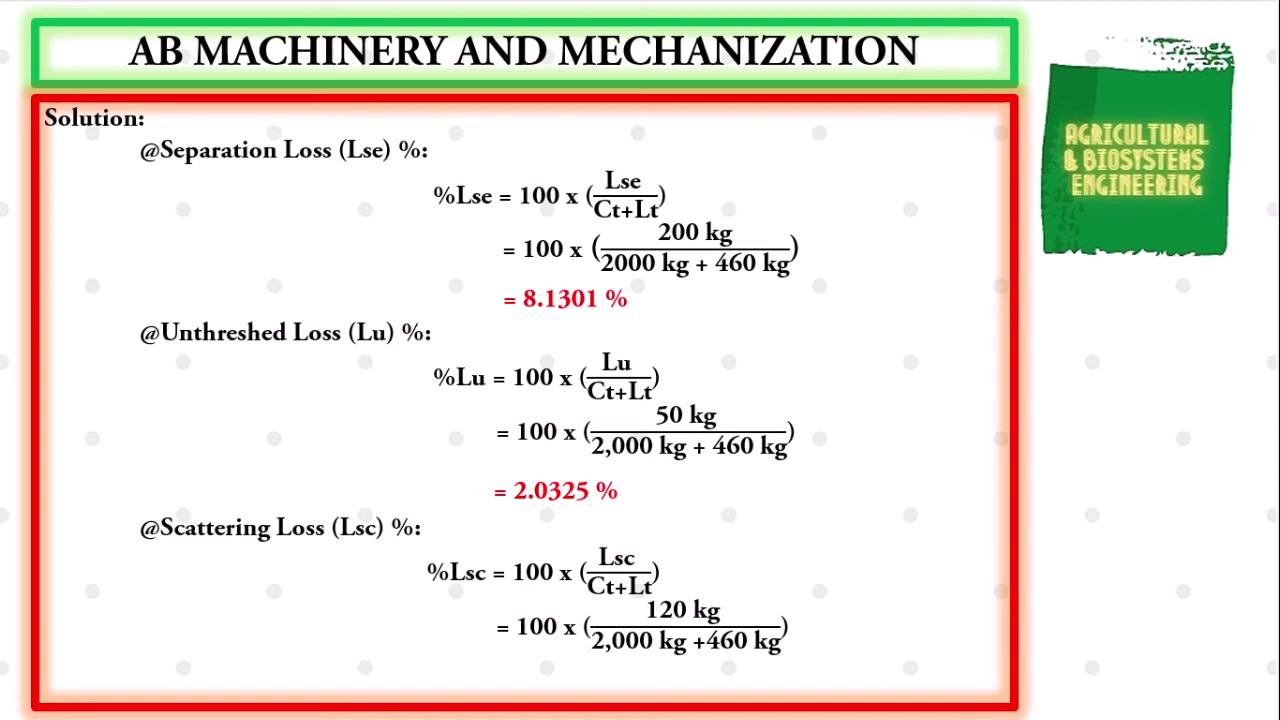 AB MACHINERY AND MECHANIZATION
AGRICULTURAL
& BIOSYSTEMS
ENGINEERING
Solution:
@Separation Loss (Lse) %:
%Lse = 100 x (Lse/Ct+Lt)
= 100 x (200 kg/2000 kg + 460 kg)
= 8.1301 %
@Unthreshed Loss (Lu) %:
%Lu = 100 x (Lu/Ct+Lt)
= 100 x (50 kg/2,000 kg + 460 kg)
= 2.0325 %
@Scattering Loss (Lsc) %:
%Lsc = 100 x (Lsc/Ct+Lt)
= 100 x (120 kg/2,000 kg +460 kg)